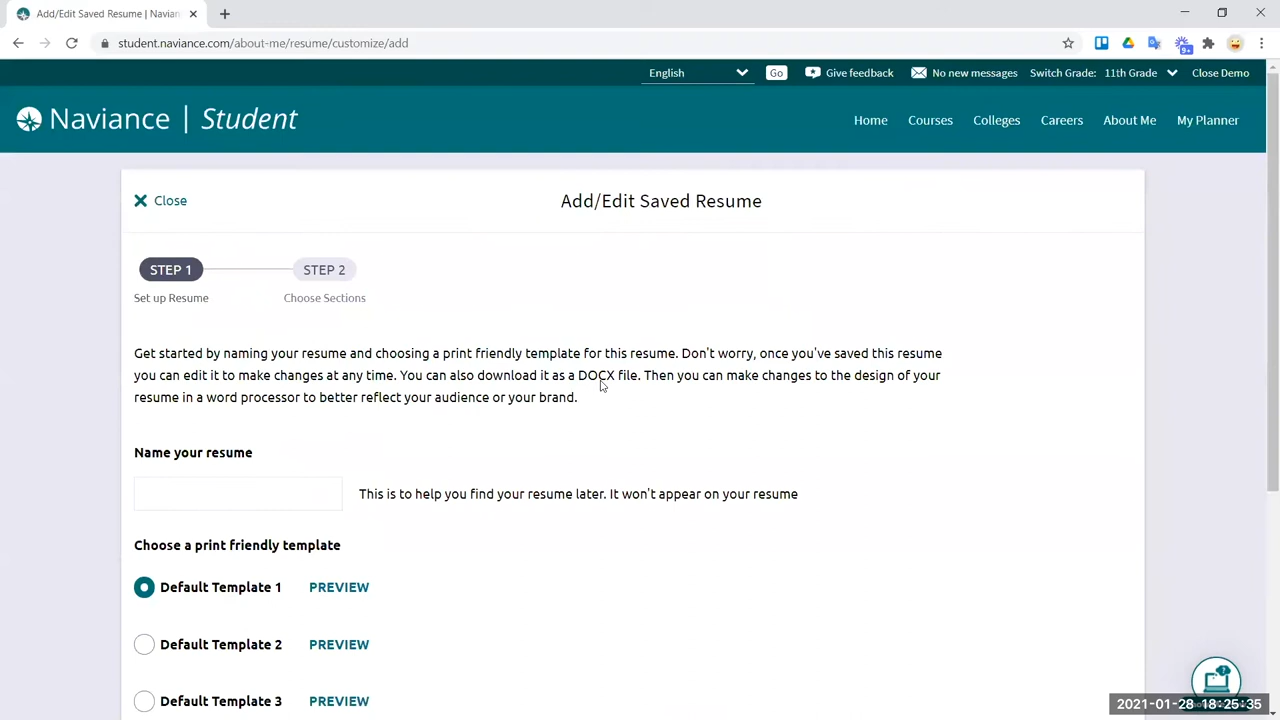 Add/Edit Saved Resume | Navian
student.naviance.com/about-me/resume/customize/add
9+
English
Go
Give feedback
No new messages
Switch Grade:
11th Grade
Close Demo
Naviance | Student
Home
Courses
Colleges
Careers
About Me
My Planner
Close
Add/Edit Saved Resume
STEP 1
STEP 2
Set up Resume
Choose Sections
Get started by naming your resume and choosing a print friendly template for this resume. Don't worry, once you've saved this resume
you can edit it to make changes at any time. You can also download it as a DOCX file. Then you can make changes to the design of your
resume in a word processor to better reflect your audience or your brand.
Name your resume
This is to help you find your resume later. It won't appear on your resume
Choose a print friendly template
Default Template 1
PREVIEW
Default Template 2
PREVIEW
Default Template 3
PREVIEW
2021-01-28 18:25:35